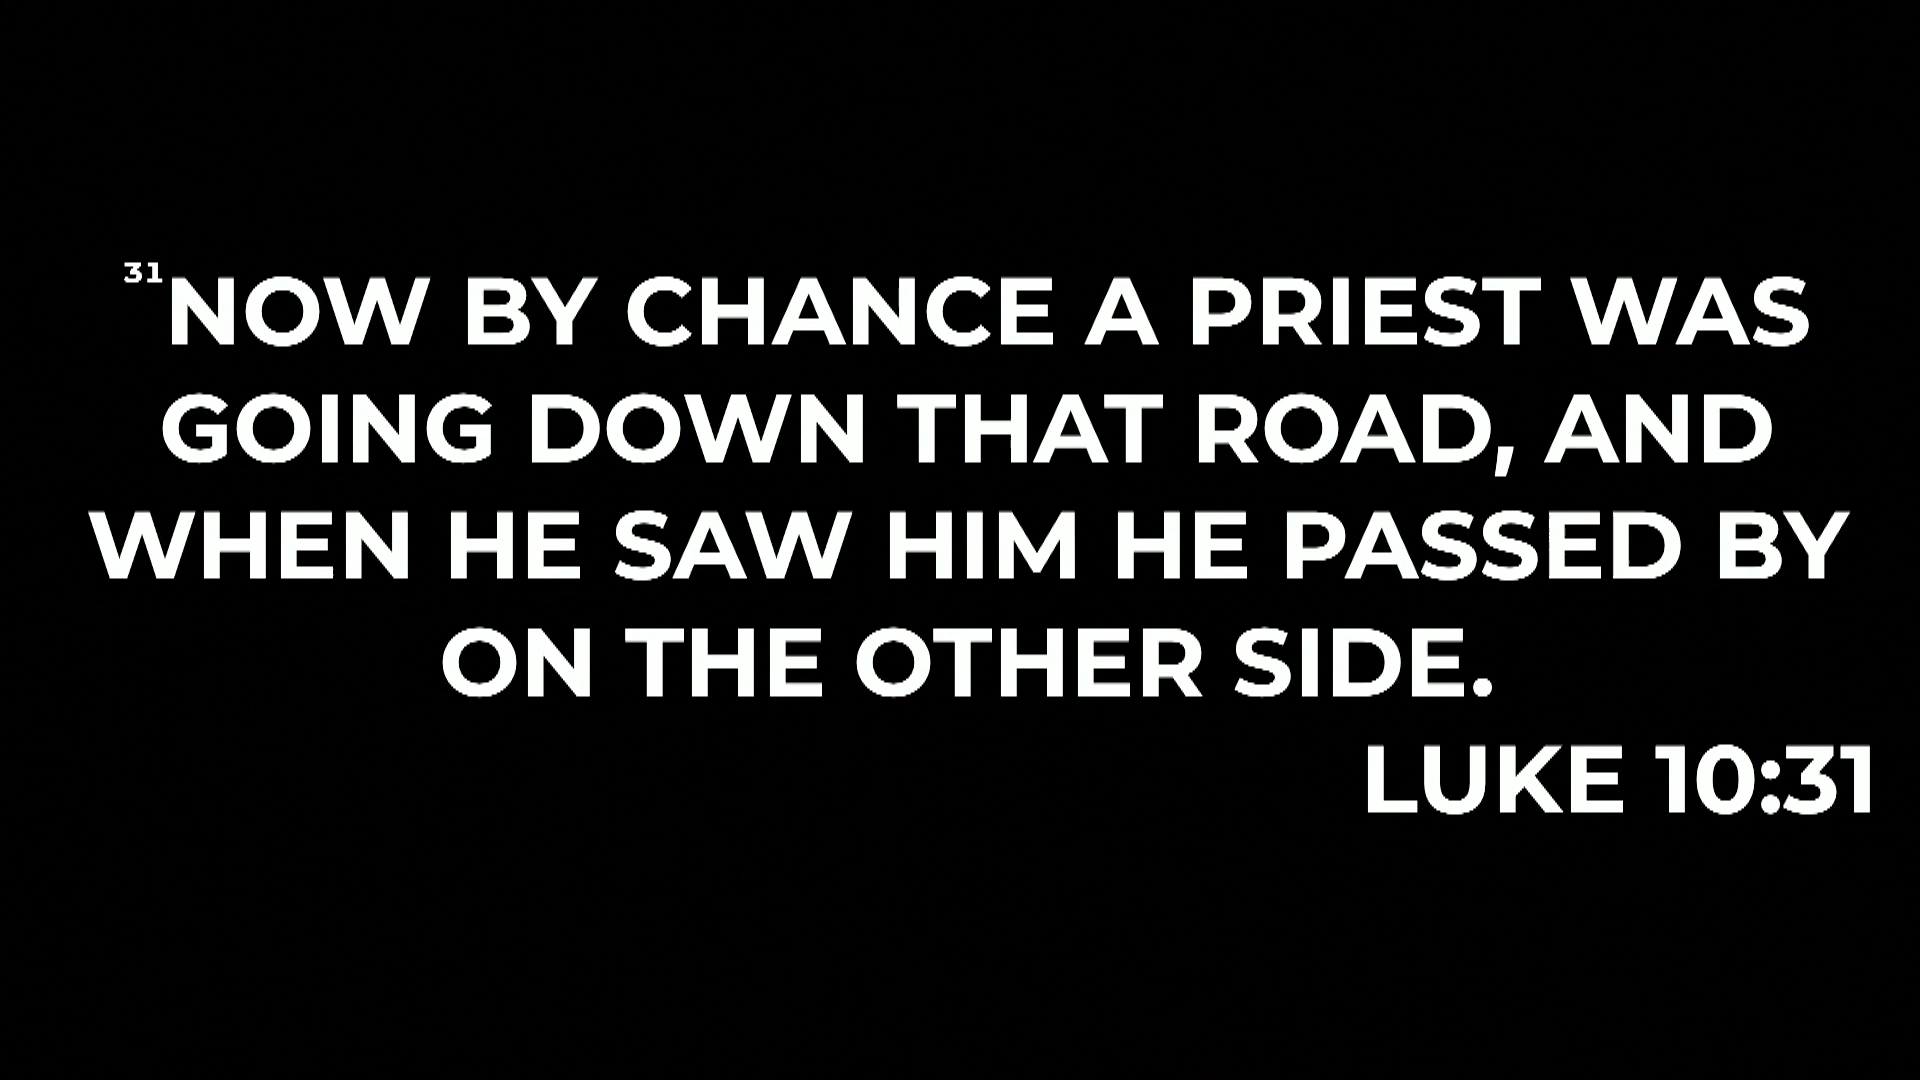 ³¹NOW BY CHANCE A PRIEST WAS
GOING DOWN THAT ROAD, AND
WHEN HE SAW HIM HE PASSED BY
ON THE OTHER SIDE.
LUKE 10:31